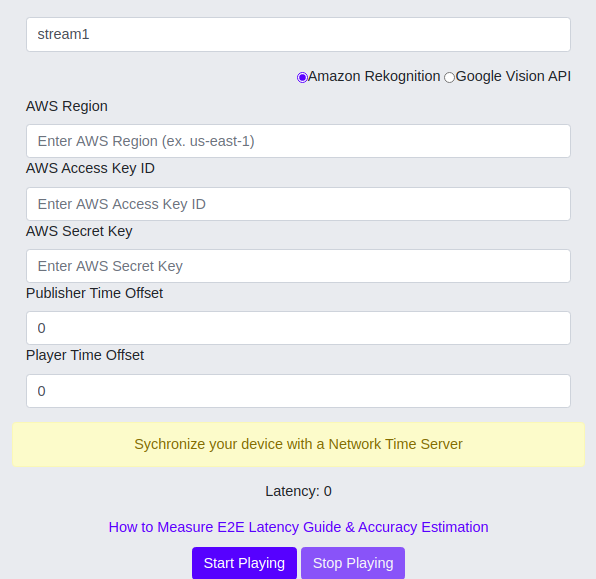 stream1
Amazon Rekognition Google Vision API
AWS Region
Enter AWS Region (ex. us-east-1)
AWS Access Key ID
Enter AWS Access Key ID
AWS Secret Key
Enter AWS Secret Key
Publisher Time Offset
0
Player Time Offset
0
Sychronize your device with a Network Time Server
Latency: 0
How to Measure E2E Latency Guide & Accuracy Estimation
Start Playing Stop Playing